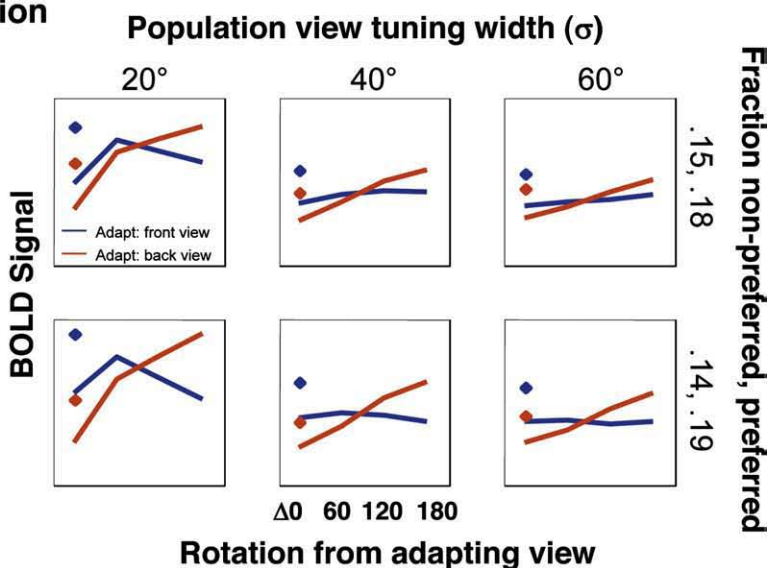 ion
Population view tuning width (σ)
20° 40° 60°
BOLD Signal
Adapt: front view
Adapt: back view
.15, .18
.14, .19
Fraction non-preferred, preferred
Δ0 60 120 180
Rotation from adapting view